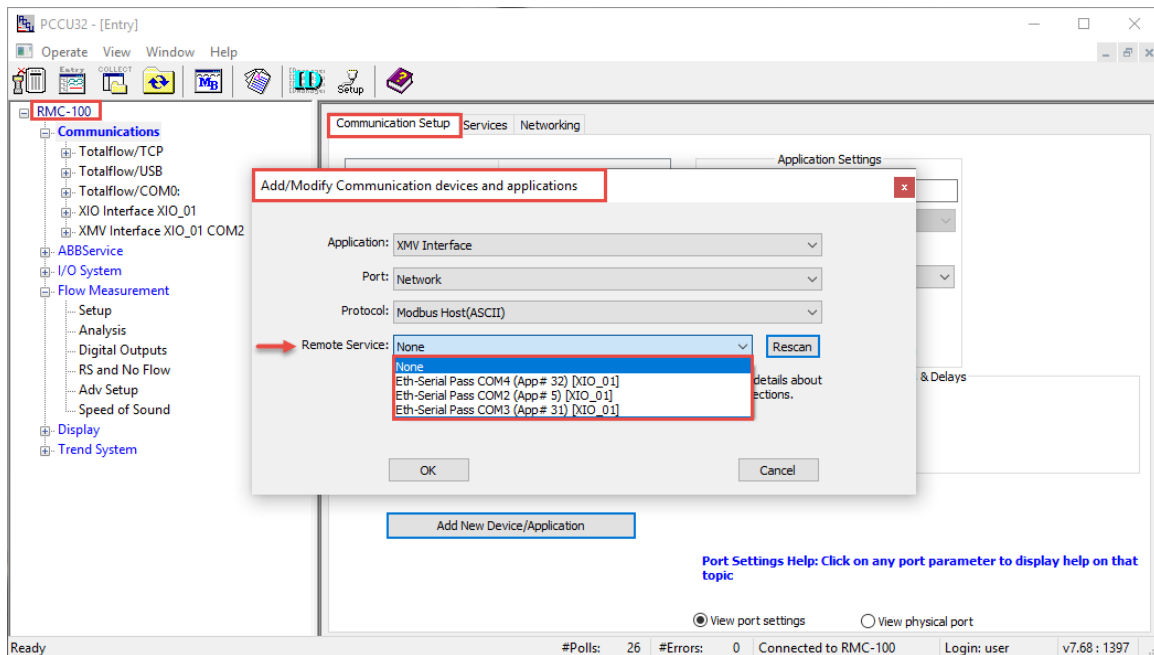 PCCU32 - [Entry]
Operate View Window Help
Entry COLLECT MB ID Manager Setup
RMC-100
Communications
Totalflow/TCP
Totalflow/USB
Totalflow/COM0:
XIO Interface XIO_01
XMV Interface XIO_01 COM2
ABBService
I/O System
Flow Measurement
Setup
Analysis
Digital Outputs
RS and No Flow
Adv Setup
Speed of Sound
Display
Trend System
Communication Setup Services Networking
Application Settings
Add/Modify Communication devices and applications
Application: XMV Interface
Port: Network
Protocol: Modbus Host(ASCII)
Remote Service: None Rescan
None
Eth-Serial Pass COM4 (App# 32) [XIO_01]
Eth-Serial Pass COM2 (App# 5) [XIO_01]
Eth-Serial Pass COM3 (App# 31) [XIO_01]
details about
ections.
& Delays
OK Cancel
Add New Device/Application
Port Settings Help: Click on any port parameter to display help on that
topic
View port settings View physical port
Ready #Polls: 26 #Errors: 0 Connected to RMC-100 Login: user v7.68 : 1397